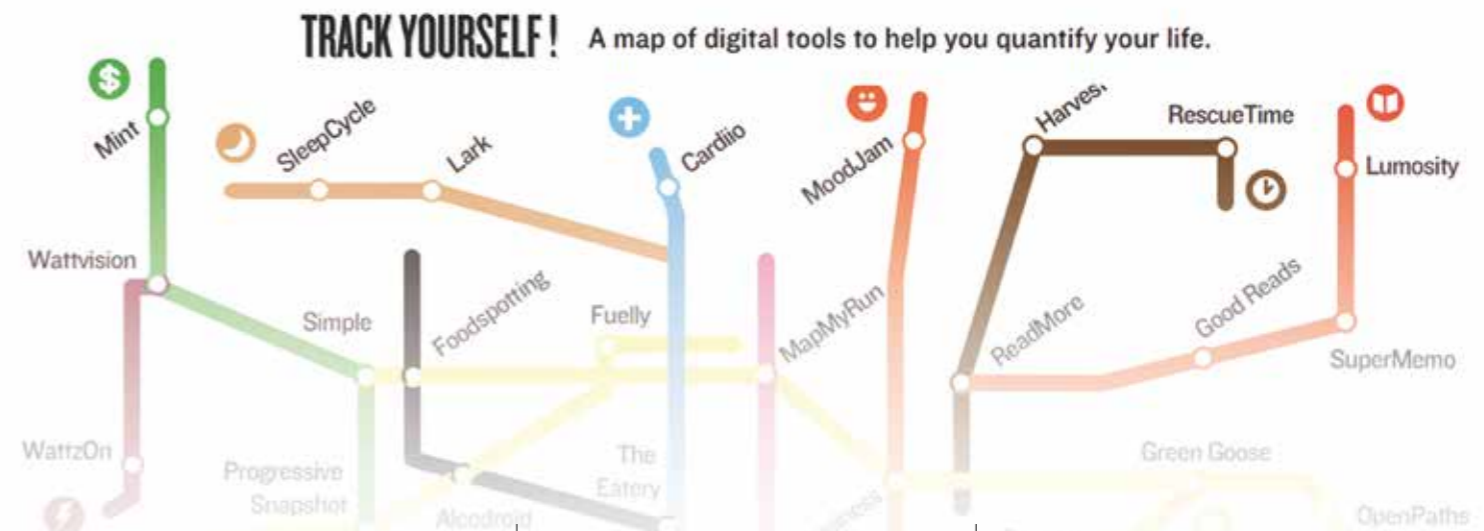 TRACK YOURSELF! A map of digital tools to help you quantify your life.
Mint
SleepCycle
Lark
Cardiio
MoodJam
Harves
RescueTime
Lumosity
Wattvision
Simple
Foodspotting
Fuelly
MapMyRun
ReadMore
Good Reads
SuperMemo
WattzOn
Progressive
Snapshot
Alcodroid
The
Eatery
Green Goose
OpenPaths